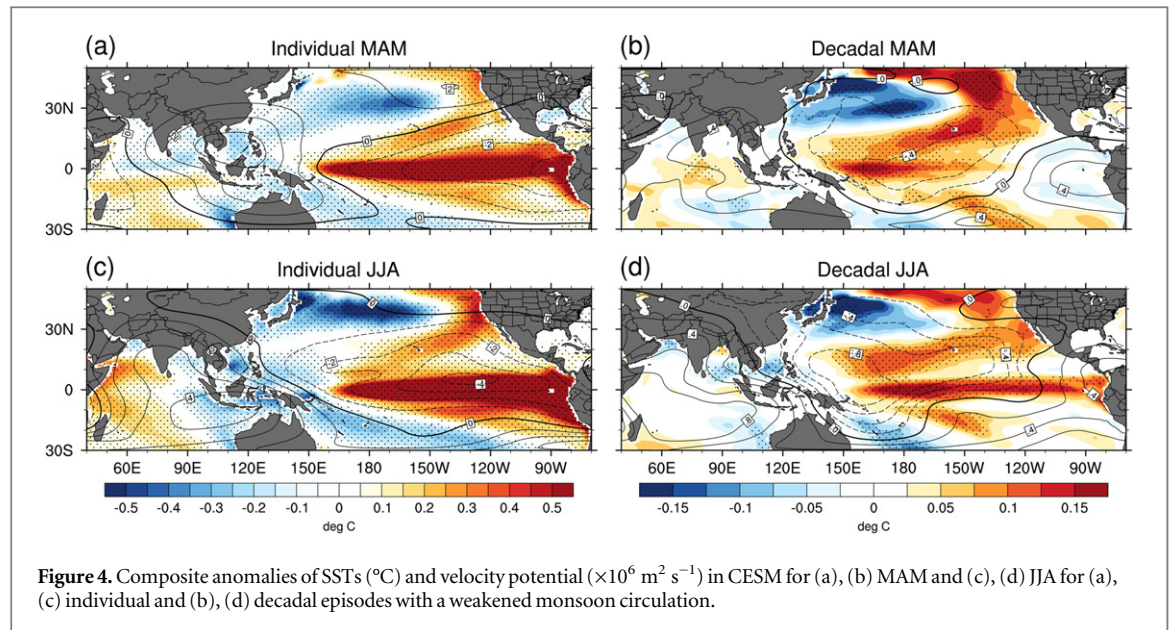 (a)
Individual MAM
(b)
Decadal MAM
30N
0
30S
(c)
Individual JJA
(d)
Decadal JJA
30N
0
30S
60E 90E 120E 150E 180 150W 120W 90W
60E 90E 120E 150E 180 150W 120W 90W
-0.5 -0.4 -0.3 -0.2 -0.1 0 0.1 0.2 0.3 0.4 0.5
deg C
-0.15 -0.1 -0.05 0 0.05 0.1 0.15
deg C
Figure 4. Composite anomalies of SSTs (°C) and velocity potential (×10⁶ m² s⁻¹) in CESM for (a), (b) MAM and (c), (d) JJA for (a),
(c) individual and (b), (d) decadal episodes with a weakened monsoon circulation.